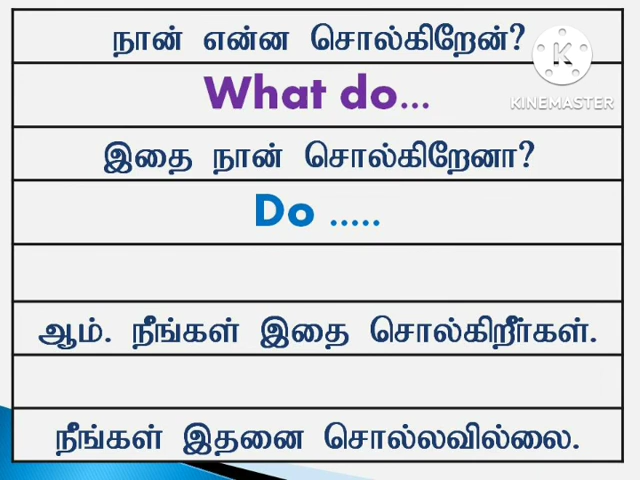 நான் என்ன சொல்கிறேன்?
K
KINEMASTER
What do...
இதை நான் சொல்கிறேனா?
Do .....
ஆம். நீங்கள் இதை சொல்கிறீர்கள்.
நீங்கள் இதனை சொல்லவில்லை.